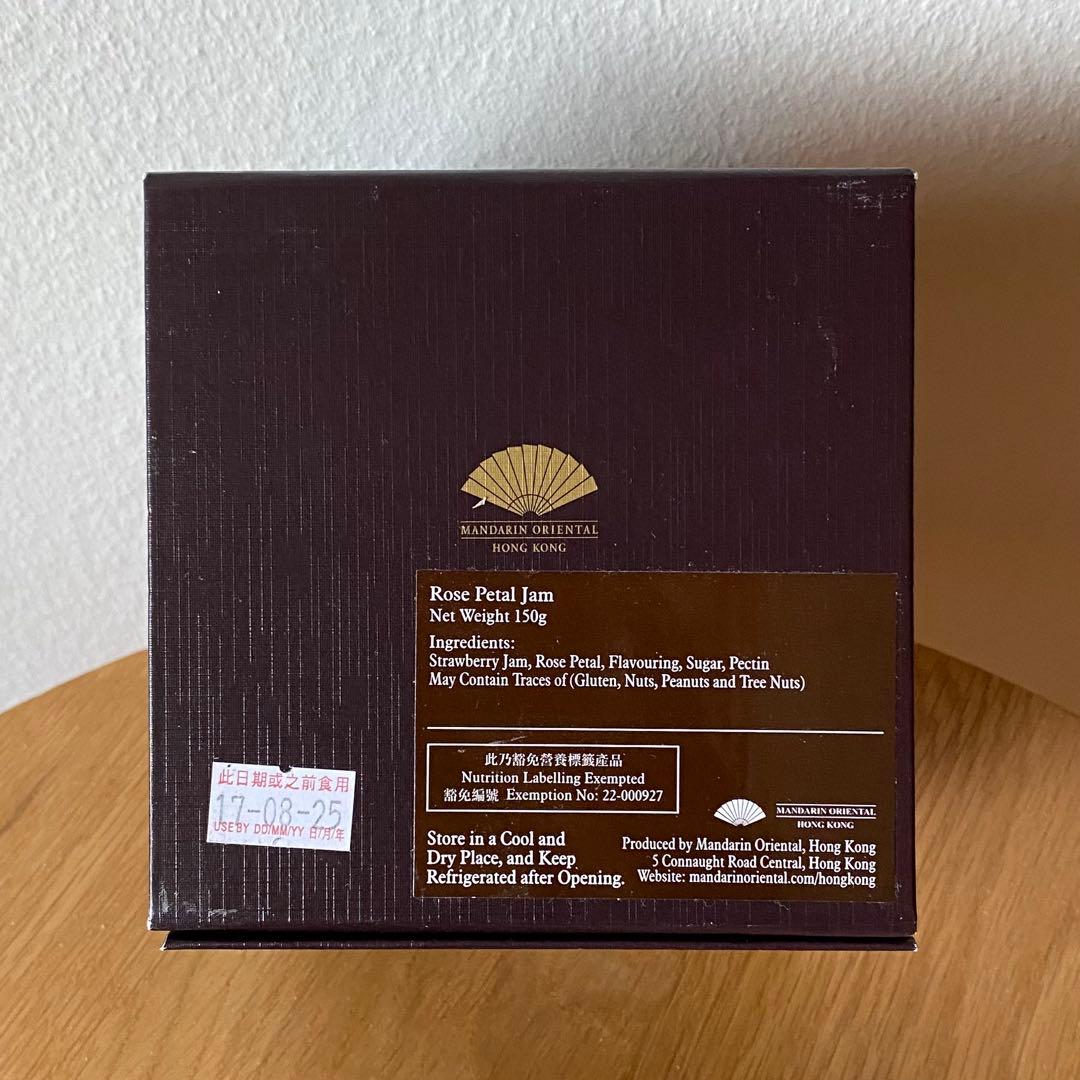 MANDARIN ORIENTAL
HONG KONG
Rose Petal Jam
Net Weight 150g
Ingredients:
Strawberry Jam, Rose Petal, Flavouring, Sugar, Pectin
May Contain Traces of (Gluten, Nuts, Peanuts and Tree Nuts)
此乃豁免營養標籤產品
Nutrition Labelling Exempted
豁免編號 Exemption No: 22-000927
MANDARIN ORIENTAL
HONG KONG
Store in a Cool and
Dry Place, and Keep
Refrigerated after Opening.
Produced by Mandarin Oriental, Hong Kong
5 Connaught Road Central, Hong Kong
Website: mandarinoriental.com/hongkong
此日期或之前食用
17-08-25
USE BY DD/MM/YY 日/月/年